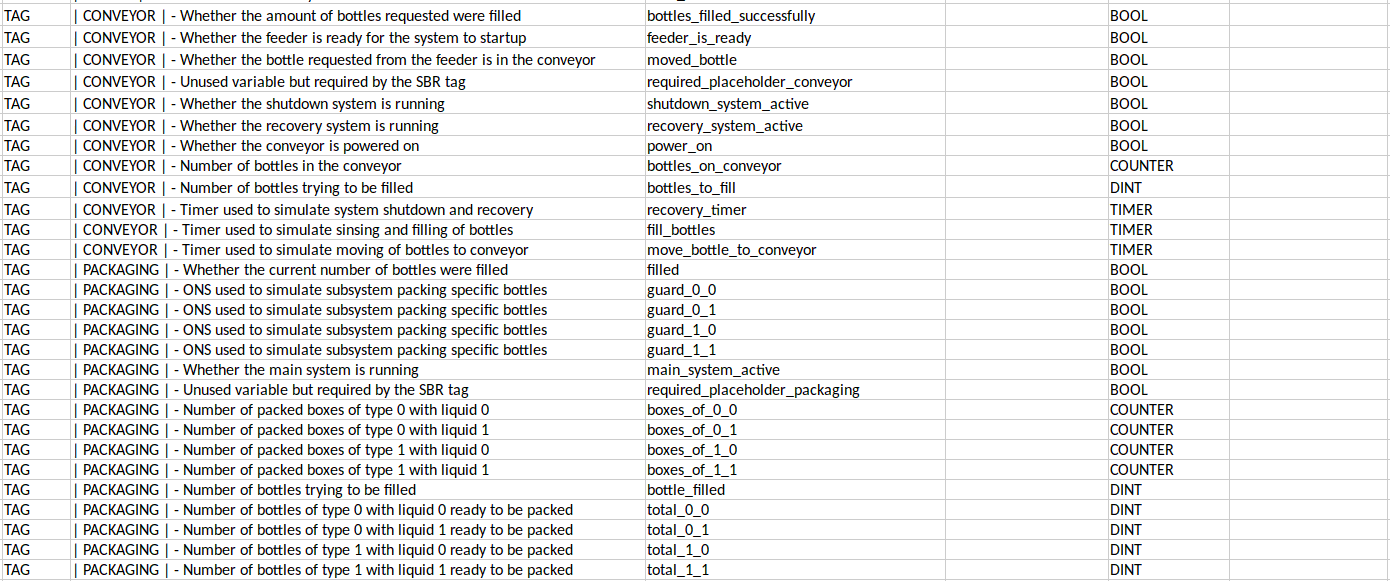 TAG | CONVEYOR | - Whether the amount of bottles requested were filled bottles_filled_successfully BOOL
TAG | CONVEYOR | - Whether the feeder is ready for the system to startup feeder_is_ready BOOL
TAG | CONVEYOR | - Whether the bottle requested from the feeder is in the conveyor moved_bottle BOOL
TAG | CONVEYOR | - Unused variable but required by the SBR tag required_placeholder_conveyor BOOL
TAG | CONVEYOR | - Whether the shutdown system is running shutdown_system_active BOOL
TAG | CONVEYOR | - Whether the recovery system is running recovery_system_active BOOL
TAG | CONVEYOR | - Whether the conveyor is powered on power_on BOOL
TAG | CONVEYOR | - Number of bottles in the conveyor bottles_on_conveyor COUNTER
TAG | CONVEYOR | - Number of bottles trying to be filled bottles_to_fill DINT
TAG | CONVEYOR | - Timer used to simulate system shutdown and recovery recovery_timer TIMER
TAG | CONVEYOR | - Timer used to simulate sinsing and filling of bottles fill_bottles TIMER
TAG | CONVEYOR | - Timer used to simulate moving of bottles to conveyor move_bottle_to_conveyor TIMER
TAG | PACKAGING | - Whether the current number of bottles were filled filled BOOL
TAG | PACKAGING | - ONS used to simulate subsystem packing specific bottles guard_0_0 BOOL
TAG | PACKAGING | - ONS used to simulate subsystem packing specific bottles guard_0_1 BOOL
TAG | PACKAGING | - ONS used to simulate subsystem packing specific bottles guard_1_0 BOOL
TAG | PACKAGING | - ONS used to simulate subsystem packing specific bottles guard_1_1 BOOL
TAG | PACKAGING | - Whether the main system is running main_system_active BOOL
TAG | PACKAGING | - Unused variable but required by the SBR tag required_placeholder_packaging BOOL
TAG | PACKAGING | - Number of packed boxes of type 0 with liquid 0 boxes_of_0_0 COUNTER
TAG | PACKAGING | - Number of packed boxes of type 0 with liquid 1 boxes_of_0_1 COUNTER
TAG | PACKAGING | - Number of packed boxes of type 1 with liquid 0 boxes_of_1_0 COUNTER
TAG | PACKAGING | - Number of packed boxes of type 1 with liquid 1 boxes_of_1_1 COUNTER
TAG | PACKAGING | - Number of bottles trying to be filled bottle_filled DINT
TAG | PACKAGING | - Number of bottles of type 0 with liquid 0 ready to be packed total_0_0 DINT
TAG | PACKAGING | - Number of bottles of type 0 with liquid 1 ready to be packed total_0_1 DINT
TAG | PACKAGING | - Number of bottles of type 1 with liquid 0 ready to be packed total_1_0 DINT
TAG | PACKAGING | - Number of bottles of type 1 with liquid 1 ready to be packed total_1_1 DINT